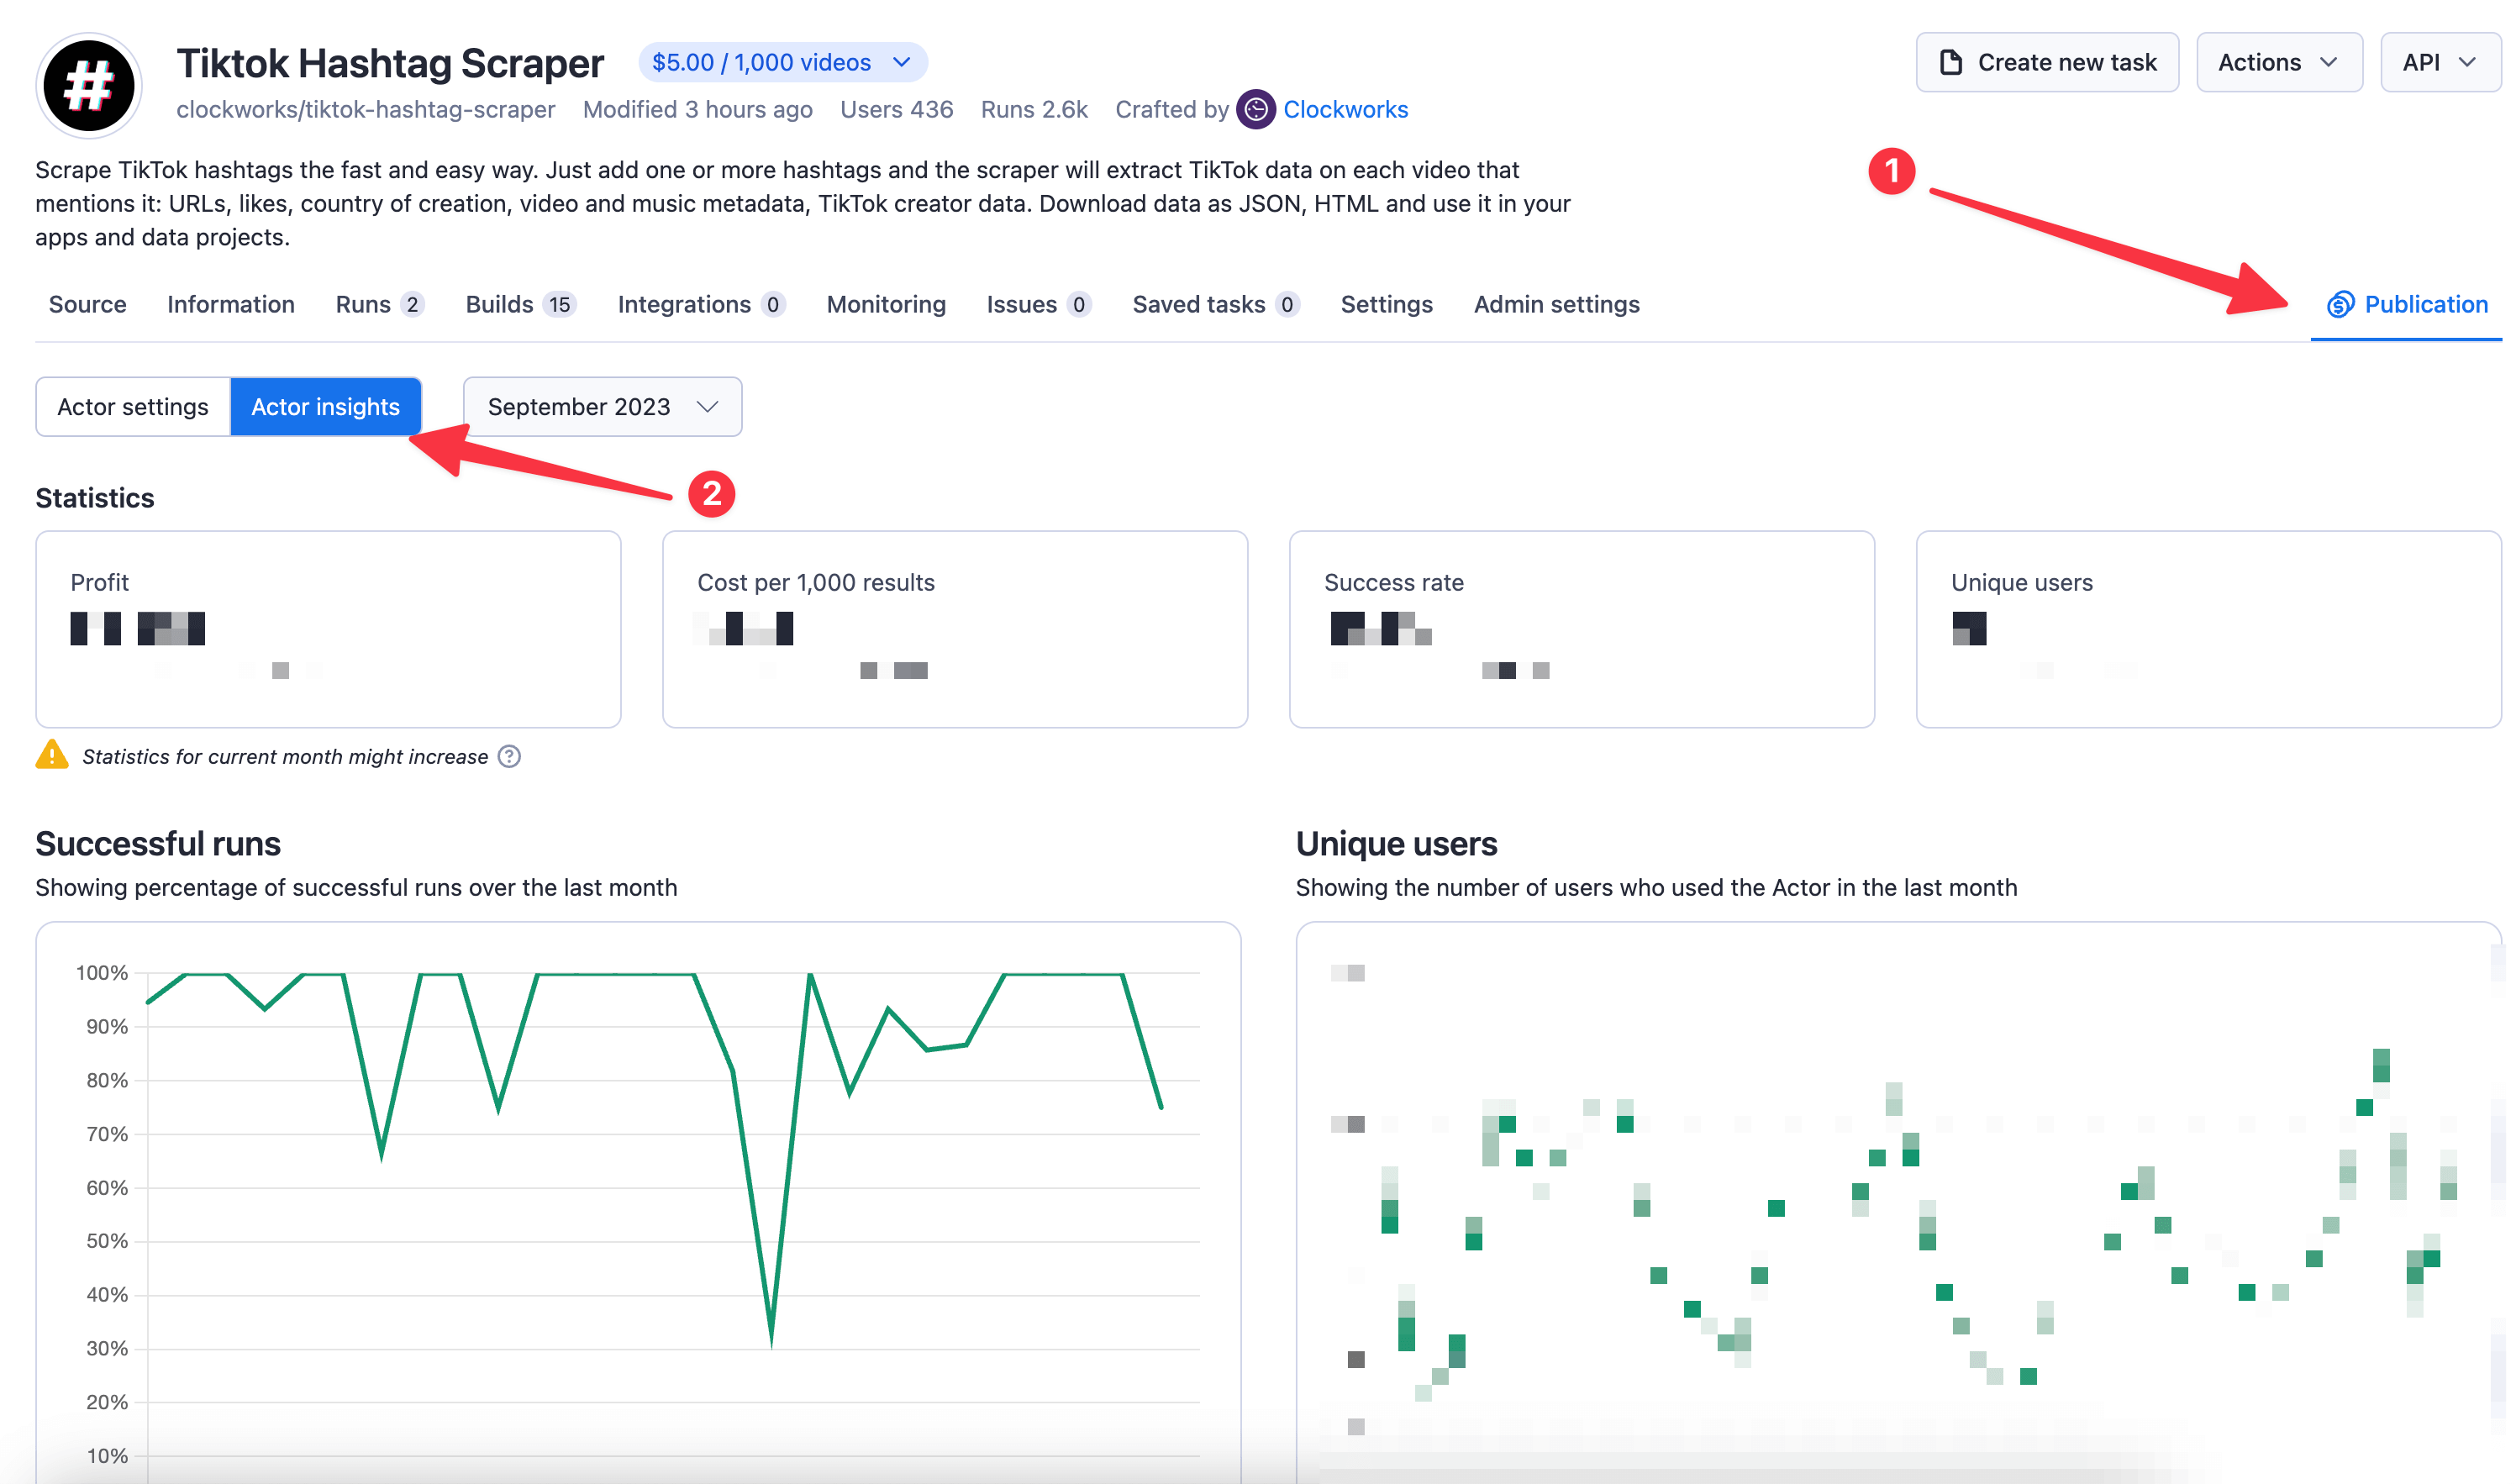 #
Tiktok Hashtag Scraper
$5.00 / 1,000 videos
Create new task
Actions
API
clockworks/tiktok-hashtag-scraper
Modified 3 hours ago
Users 436
Runs 2.6k
Crafted by
Clockworks
Scrape TikTok hashtags the fast and easy way. Just add one or more hashtags and the scraper will extract TikTok data on each video that
mentions it: URLs, likes, country of creation, video and music metadata, TikTok creator data. Download data as JSON, HTML and use it in your
apps and data projects.
1
Source
Information
Runs 2
Builds 15
Integrations 0
Monitoring
Issues 0
Saved tasks 0
Settings
Admin settings
$ Publication
Actor settings
Actor insights
September 2023
2
Statistics
Profit
Cost per 1,000 results
Success rate
Unique users
! Statistics for current month might increase ?
Successful runs
Showing percentage of successful runs over the last month
100%
90%
80%
70%
60%
50%
40%
30%
20%
10%
Unique users
Showing the number of users who used the Actor in the last month